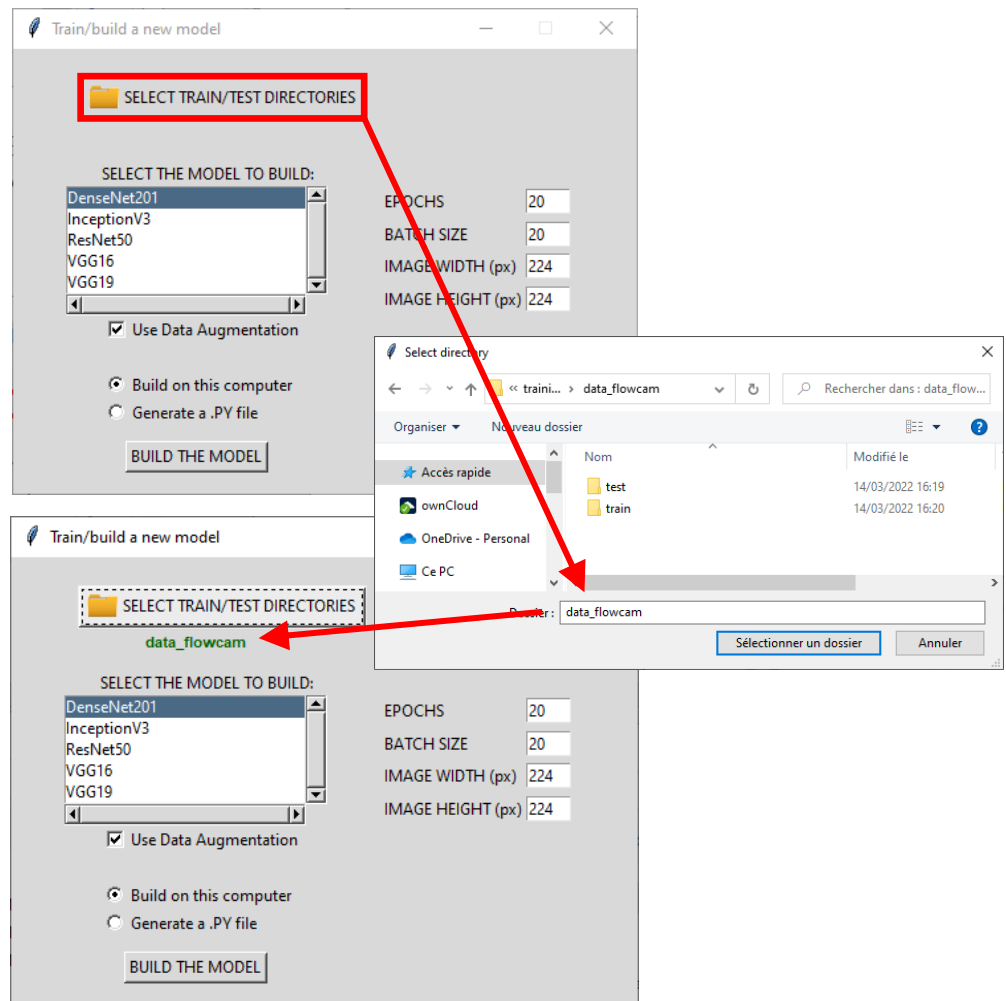 Train/build a new model
SELECT TRAIN/TEST DIRECTORIES
SELECT THE MODEL TO BUILD:
DenseNet201
InceptionV3
ResNet50
VGG16
VGG19
EPOCHS 20
BATCH SIZE 20
IMAGE WIDTH (px) 224
IMAGE HEIGHT (px) 224
Use Data Augmentation
Build on this computer
Generate a .PY file
BUILD THE MODEL
Select directory
« traini... › data_flowcam
Rechercher dans : data_flow...
Organiser
Nouveau dossier
Nom Modifié le
Accès rapide
ownCloud
OneDrive - Personal
Ce PC
test 14/03/2022 16:19
train 14/03/2022 16:20
Dossier : data_flowcam
Sélectionner un dossier Annuler
Train/build a new model
SELECT TRAIN/TEST DIRECTORIES
data_flowcam
SELECT THE MODEL TO BUILD:
DenseNet201
InceptionV3
ResNet50
VGG16
VGG19
EPOCHS 20
BATCH SIZE 20
IMAGE WIDTH (px) 224
IMAGE HEIGHT (px) 224
Use Data Augmentation
Build on this computer
Generate a .PY file
BUILD THE MODEL